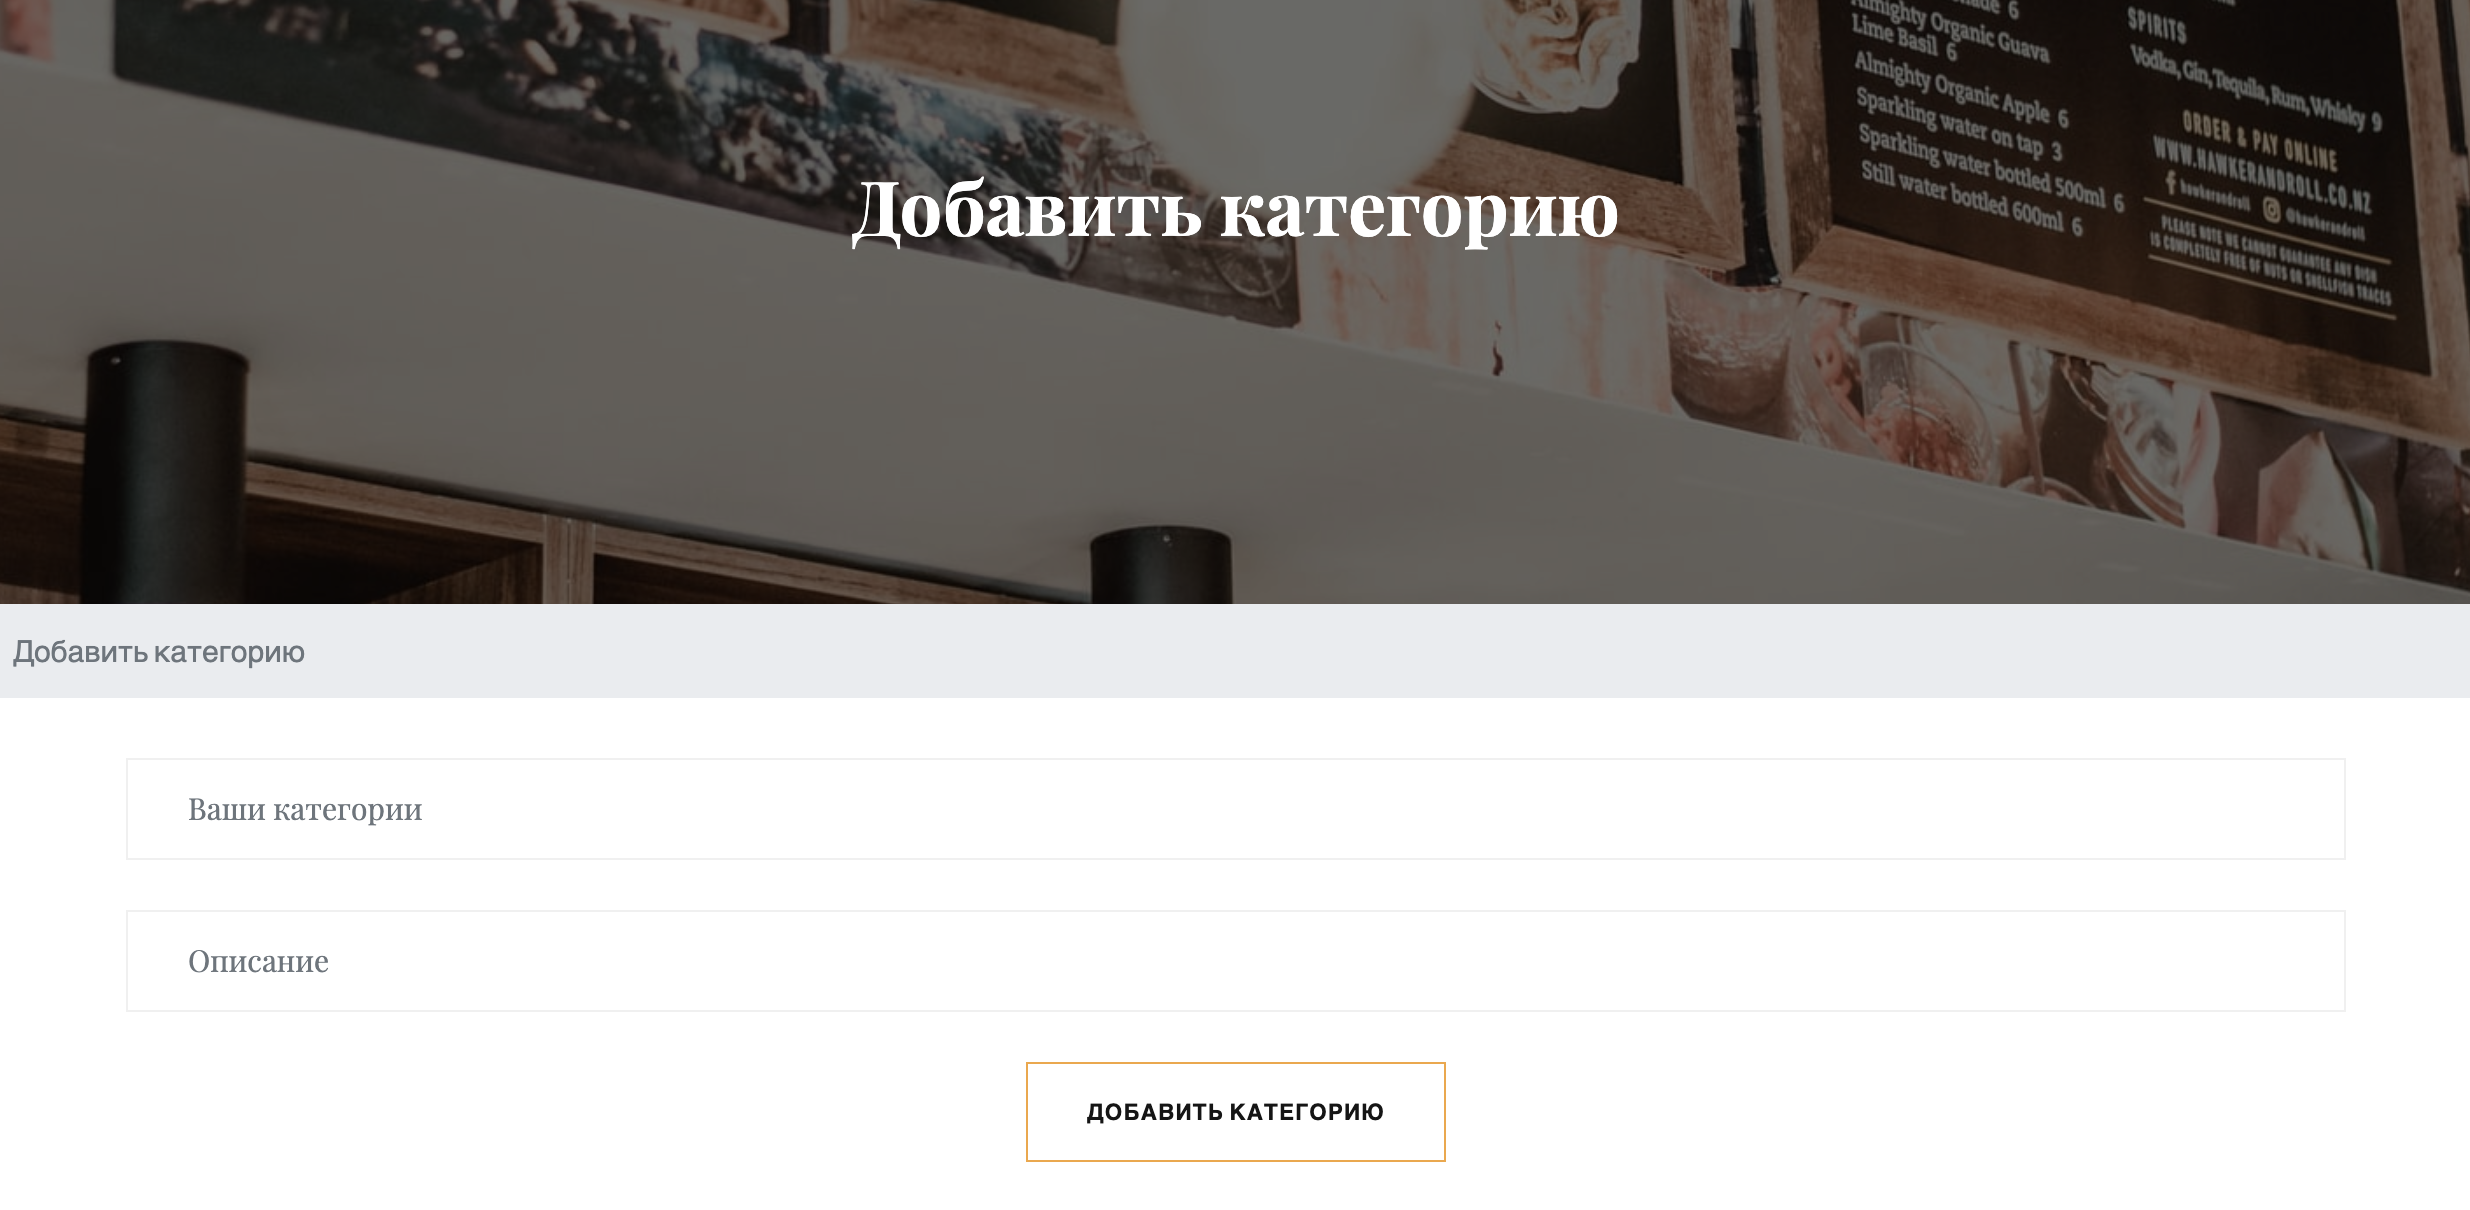 6
Almighty Organic Guava
Lime Basil 6
Almighty Organic Apple 6
Sparkling water on tap 3
Sparkling water bottled 500ml 6
Still water bottled 600ml 6
SPIRITS
Vodka, Gin, Tequila, Rum, Whisky 9
ORDER & PAY ONLINE
WWW.HAWKERANDROLL.CO.NZ
hawkerandroll @hawkerandroll
PLEASE NOTE WE CANNOT GUARANTEE ANY DISH
IS COMPLETELY FREE OF NUTS OR SHELLFISH TRACES
Добавить категорию
Добавить категорию
Ваши категории
Описание
ДОБАВИТЬ КАТЕГОРИЮ